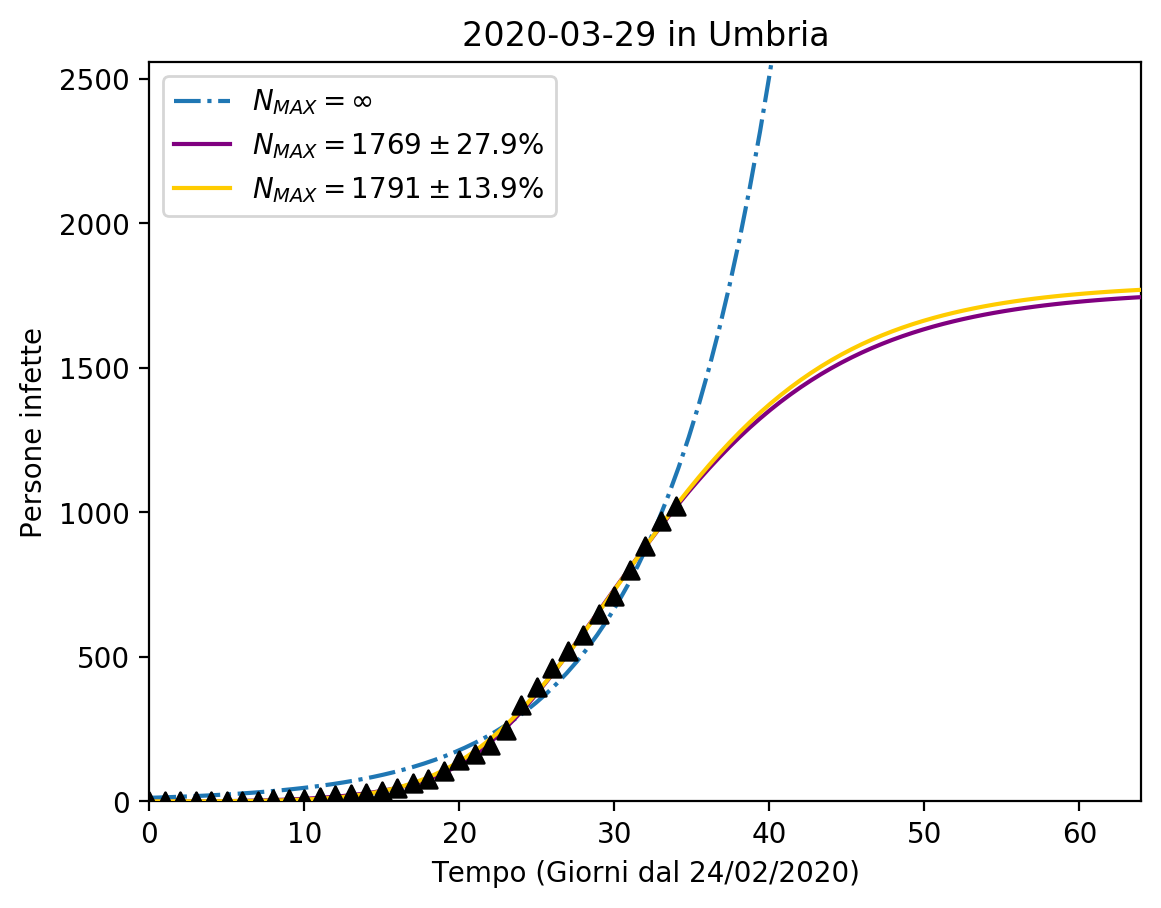 2020-03-29 in Umbria
N_MAX = ∞
N_MAX = 1769 ± 27.9%
N_MAX = 1791 ± 13.9%
2500
2000
1500
1000
500
0
Persone infette
0 10 20 30 40 50 60
Tempo (Giorni dal 24/02/2020)